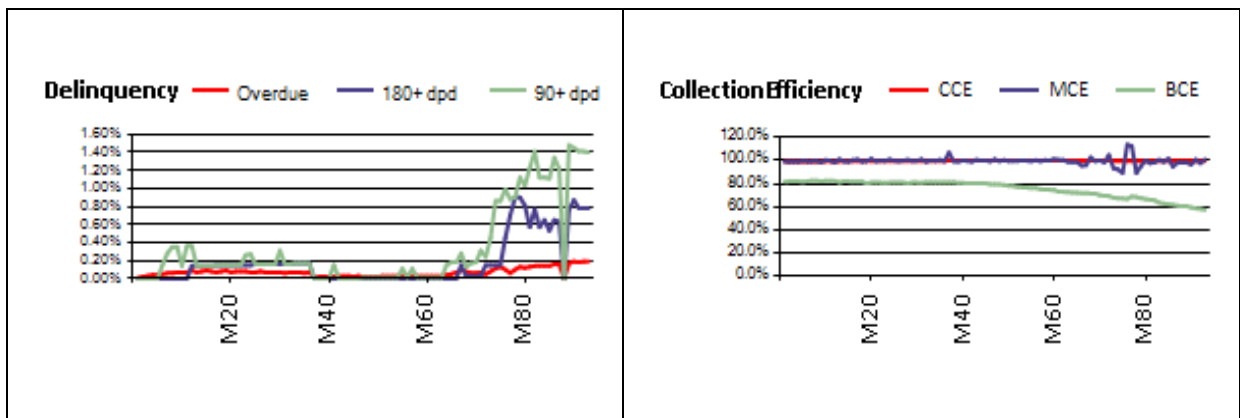 Delinquency Overdue 180+ dpd 90+ dpd
1.60%
1.40%
1.20%
1.00%
0.80%
0.60%
0.40%
0.20%
0.00%
M20
M40
M60
M80
Collection Efficiency CCE MCE BCE
120.0%
100.0%
80.0%
60.0%
40.0%
20.0%
0.0%
M20
M40
M60
M80